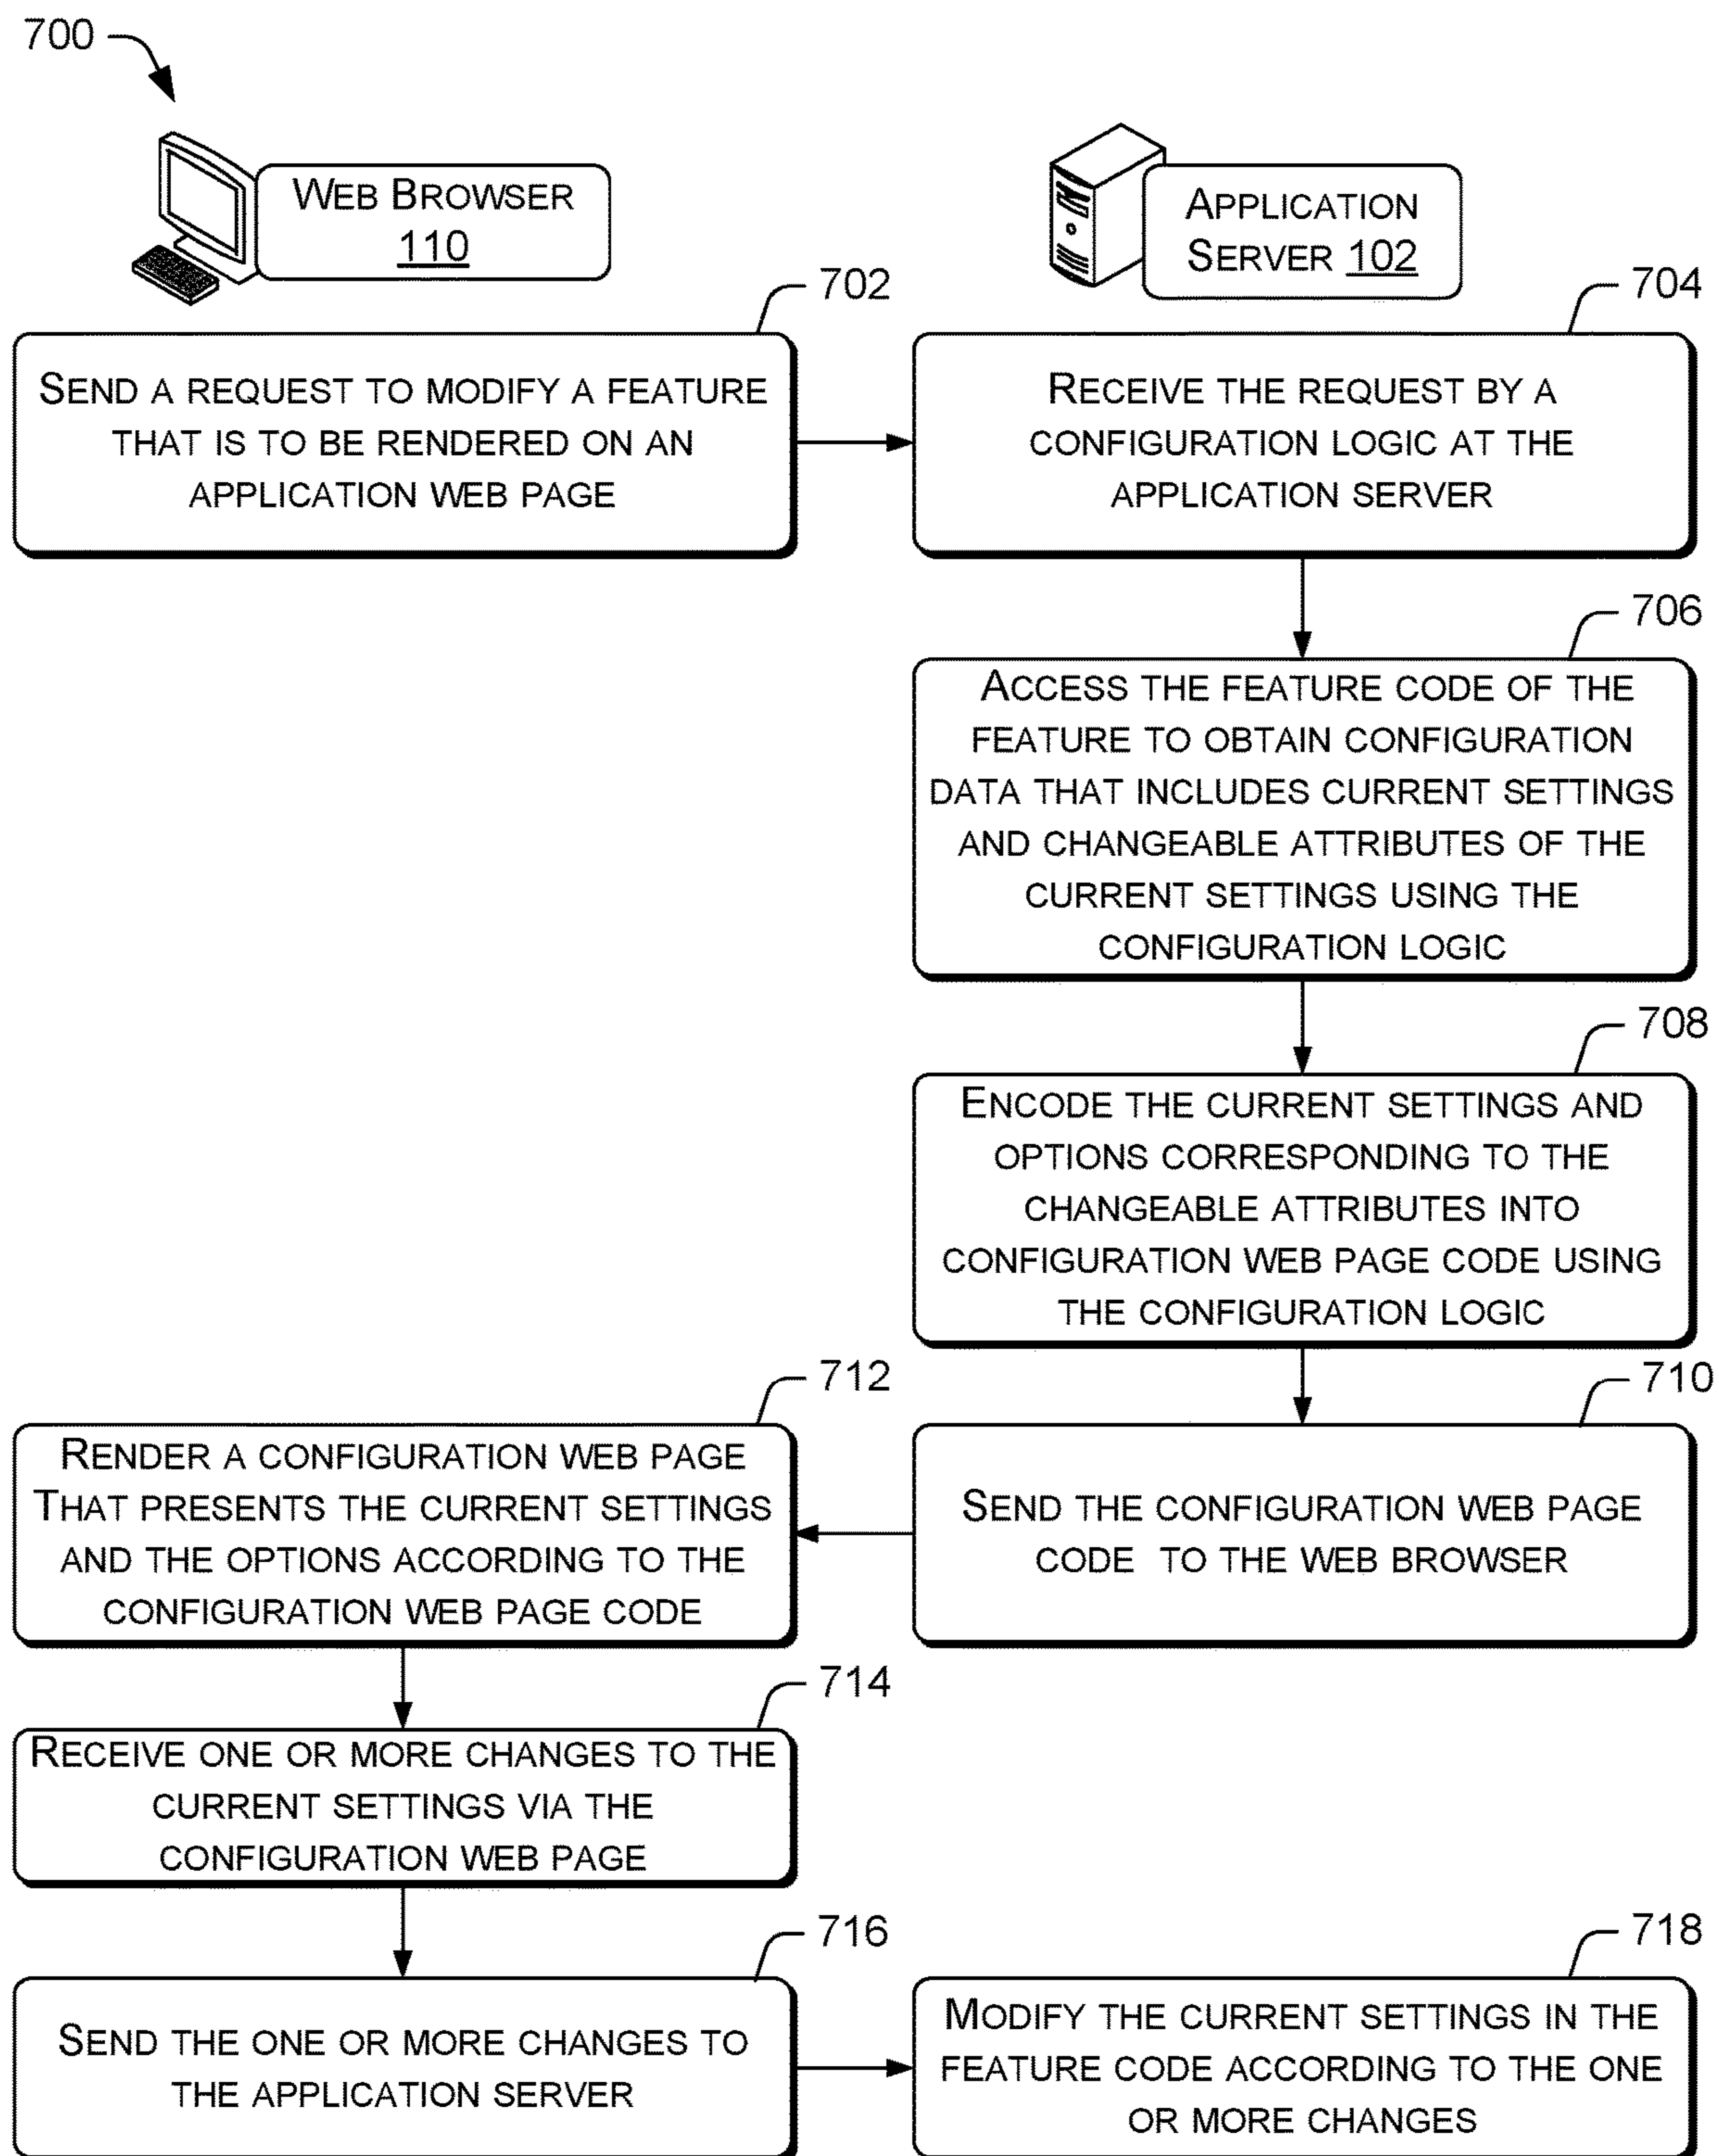 700
WEB BROWSER
110
APPLICATION
SERVER 102
702
SEND A REQUEST TO MODIFY A FEATURE
THAT IS TO BE RENDERED ON AN
APPLICATION WEB PAGE
704
RECEIVE THE REQUEST BY A
CONFIGURATION LOGIC AT THE
APPLICATION SERVER
706
ACCESS THE FEATURE CODE OF THE
FEATURE TO OBTAIN CONFIGURATION
DATA THAT INCLUDES CURRENT SETTINGS
AND CHANGEABLE ATTRIBUTES OF THE
CURRENT SETTINGS USING THE
CONFIGURATION LOGIC
708
ENCODE THE CURRENT SETTINGS AND
OPTIONS CORRESPONDING TO THE
CHANGEABLE ATTRIBUTES INTO
CONFIGURATION WEB PAGE CODE USING
THE CONFIGURATION LOGIC
710
SEND THE CONFIGURATION WEB PAGE
CODE TO THE WEB BROWSER
712
RENDER A CONFIGURATION WEB PAGE
THAT PRESENTS THE CURRENT SETTINGS
AND THE OPTIONS ACCORDING TO THE
CONFIGURATION WEB PAGE CODE
714
RECEIVE ONE OR MORE CHANGES TO THE
CURRENT SETTINGS VIA THE
CONFIGURATION WEB PAGE
716
SEND THE ONE OR MORE CHANGES TO
THE APPLICATION SERVER
718
MODIFY THE CURRENT SETTINGS IN THE
FEATURE CODE ACCORDING TO THE ONE
OR MORE CHANGES